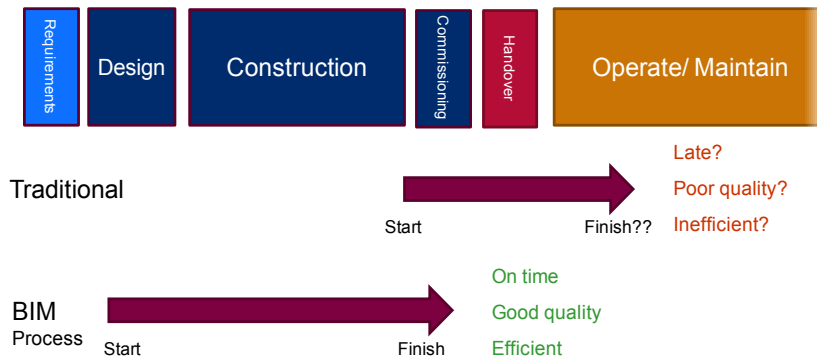 Requirements
Design
Construction
Commissioning
Handover
Operate/ Maintain
Traditional
Start
Finish??
Late?
Poor quality?
Inefficient?
BIM
Process
Start
Finish
On time
Good quality
Efficient